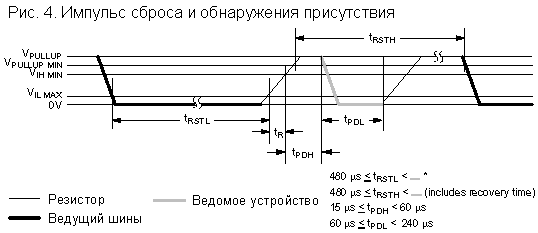 Рис. 4. Импульс сброса и обнаружения присутствия
VPULLUP
VPULLUP MIN
VIH MIN
VIL MAX
0V
tRSTH
tRSTL
tR
tPDL
tPDH
480 µs ≤ tRSTL < __ *
480 µs ≤ tRSTH < __ (includes recovery time)
15 µs ≤ tPDH < 60 µs
60 µs ≤ tPDL < 240 µs
Резистор
Ведомое устройство
Ведущий шины